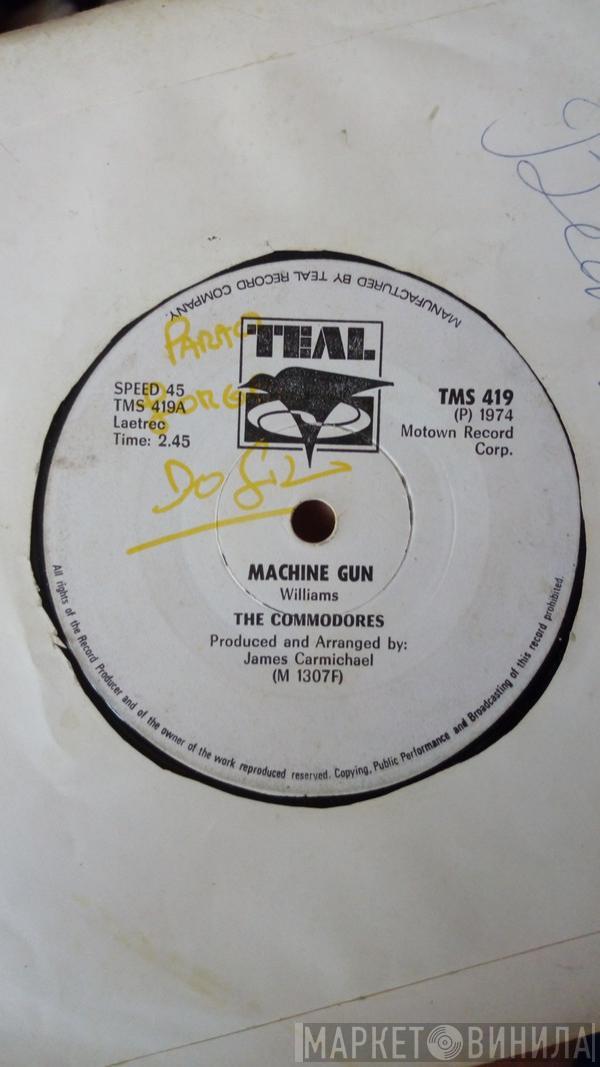 MANUFACTURED BY TEAL RECORD COMPANY.
TEAL
SPEED 45
TMS 419A
Laetrec
Time: 2.45
TMS 419
(P) 1974
Motown Record
Corp.
DO
MACHINE GUN
Williams
THE COMMODORES
Produced and Arranged by:
James Carmichael
(M 1307F)
All rights of the Record Producer and of the owner of the work reproduced reserved. Copying, Public Performance and Broadcasting of this record prohibited.
МАРКЕТ ВИНИЛА